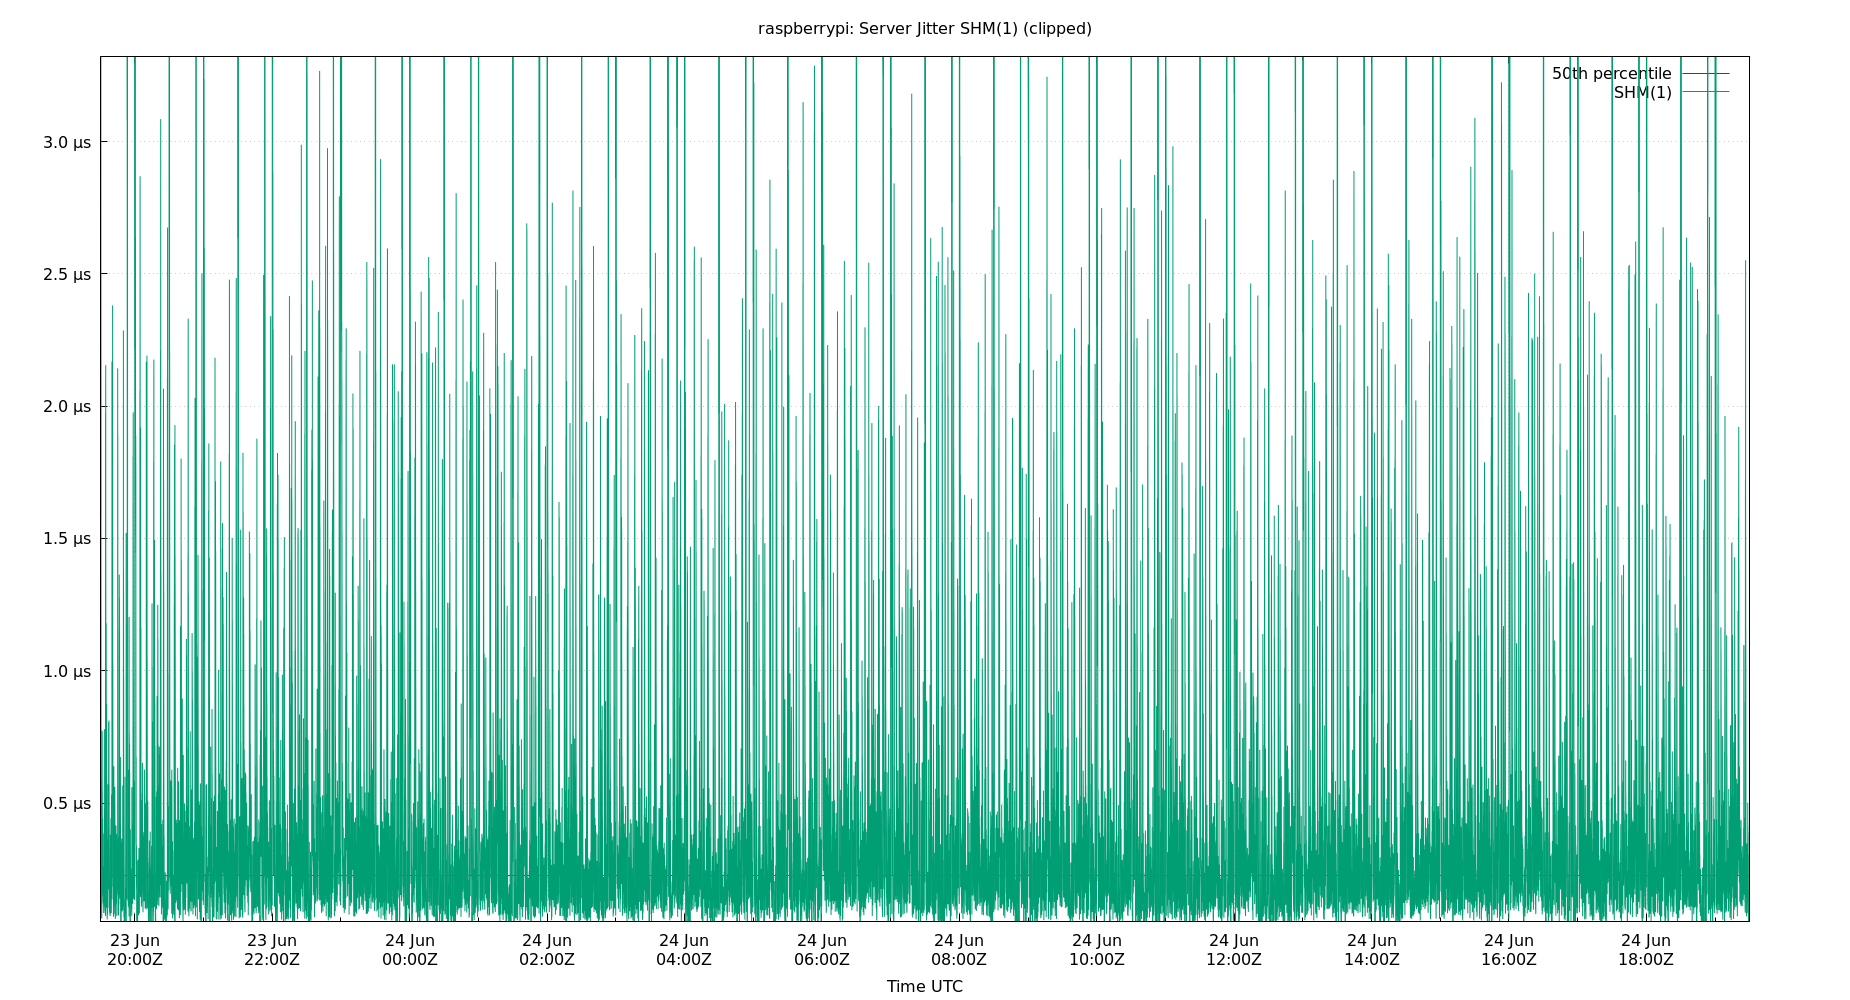 raspberrypi: Server Jitter SHM(1) (clipped)
50th percentile
SHM(1)
3.0 µs
2.5 µs
2.0 µs
1.5 µs
1.0 µs
0.5 µs
23 Jun 23 Jun 24 Jun 24 Jun 24 Jun 24 Jun 24 Jun 24 Jun 24 Jun 24 Jun 24 Jun 24 Jun
20:00Z 22:00Z 00:00Z 02:00Z 04:00Z 06:00Z 08:00Z 10:00Z 12:00Z 14:00Z 16:00Z 18:00Z
Time UTC